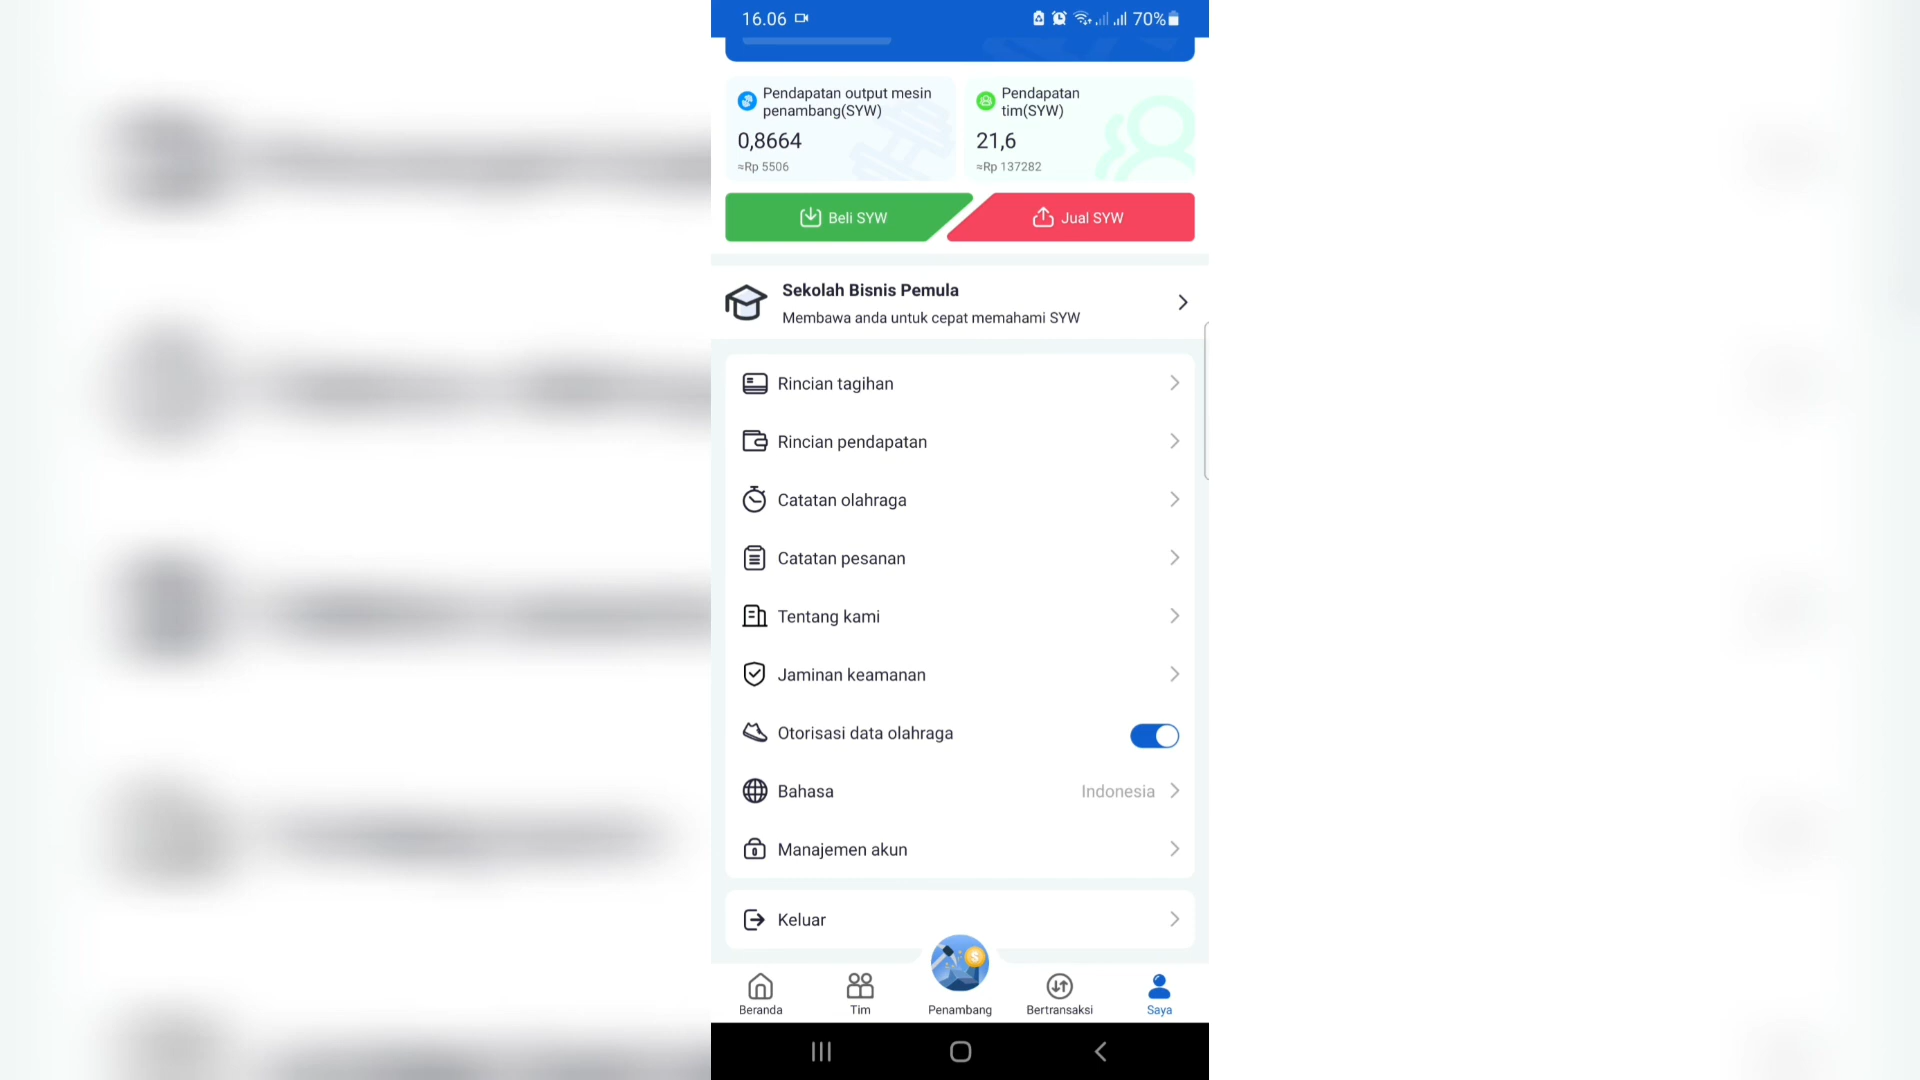 16.06
70%
Pendapatan output mesin
penambang(SYW)
0,8664
≈Rp 5506
Pendapatan
tim(SYW)
21,6
≈Rp 137282
Beli SYW
Jual SYW
Sekolah Bisnis Pemula
Membawa anda untuk cepat memahami SYW
Rincian tagihan
Rincian pendapatan
Catatan olahraga
Catatan pesanan
Tentang kami
Jaminan keamanan
Otorisasi data olahraga
Bahasa
Indonesia
Manajemen akun
Keluar
Beranda
Tim
Penambang
Bertransaksi
Saya